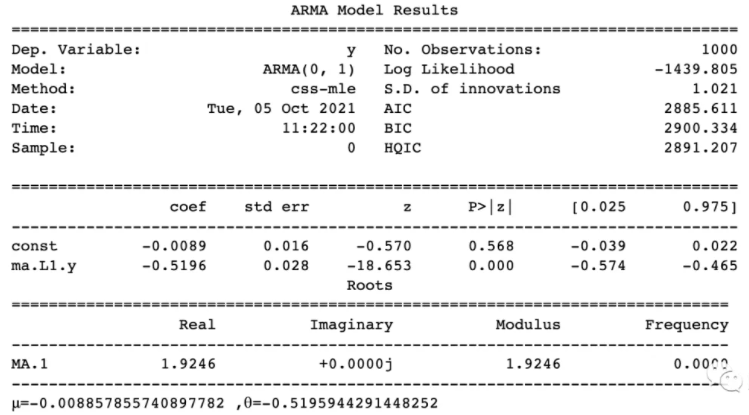 ARMA Model Results
==============================================================================
Dep. Variable: y No. Observations: 1000
Model: ARMA(0, 1) Log Likelihood -1439.805
Method: css-mle S.D. of innovations 1.021
Date: Tue, 05 Oct 2021 AIC 2885.611
Time: 11:22:00 BIC 2900.334
Sample: 0 HQIC 2891.207
==============================================================================
coef std err z P>|z| [0.025 0.975]
------------------------------------------------------------------------------
const -0.0089 0.016 -0.570 0.568 -0.039 0.022
ma.L1.y -0.5196 0.028 -18.653 0.000 -0.574 -0.465
Roots
=============================================================================
Real Imaginary Modulus Frequency
-----------------------------------------------------------------------------
MA.1 1.9246 +0.0000j 1.9246 0.0000
-----------------------------------------------------------------------------
μ=-0.008857855740897782 ,θ=-0.5195944291448252